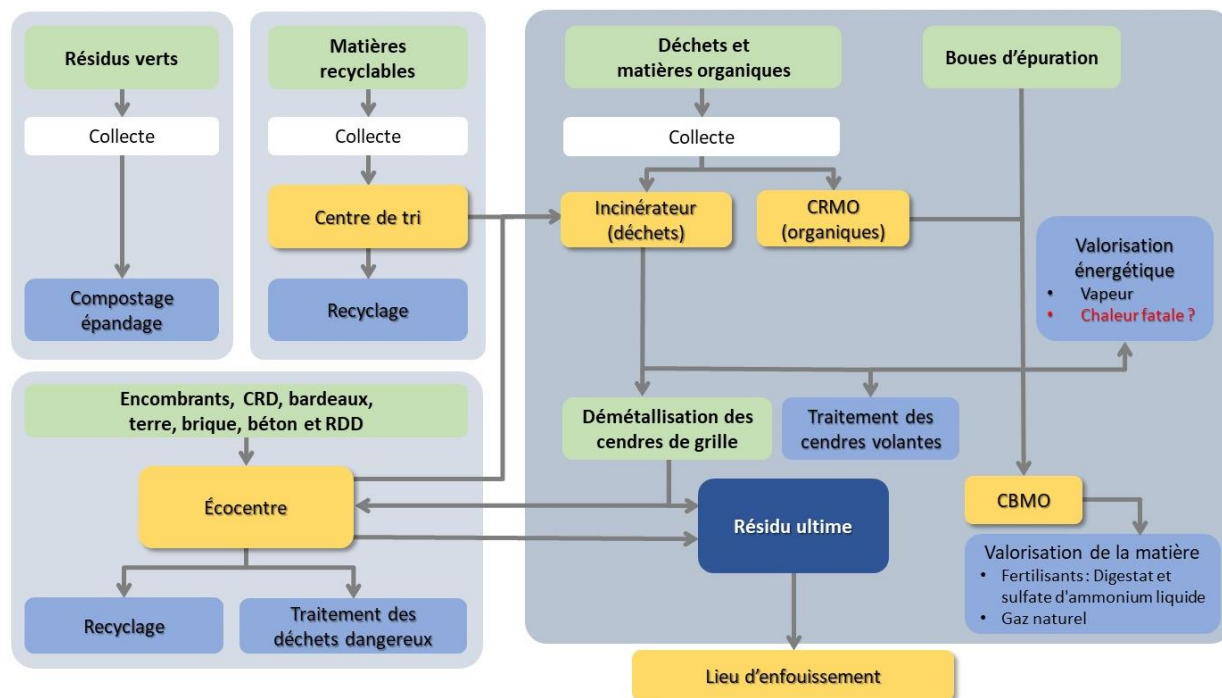 Résidus verts
Collecte
Compostage
épandage
Matières
recyclables
Collecte
Centre de tri
Recyclage
Déchets et
matières organiques
Collecte
Incinérateur
(déchets)
CRMO
(organiques)
Boues d'épuration
Valorisation
énergétique
• Vapeur
• Chaleur fatale ?
Encombrants, CRD, bardeaux,
terre, brique, béton et RDD
Écocentre
Recyclage
Traitement des
déchets dangereux
Démétallisation des
cendres de grille
Traitement des
cendres volantes
Résidu ultime
CBMO
Valorisation de la matière
• Fertilisants : Digestat et
sulfate d'ammonium liquide
• Gaz naturel
Lieu d'enfouissement